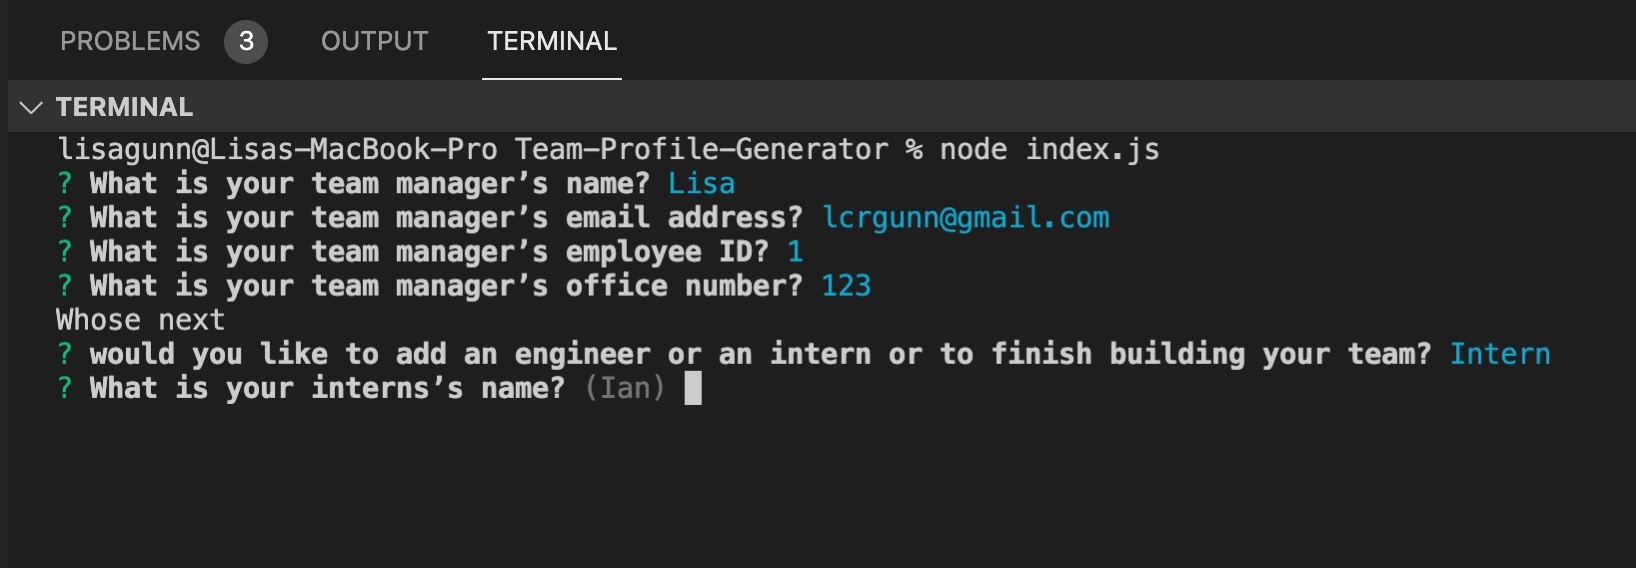 PROBLEMS 3 OUTPUT TERMINAL
TERMINAL
lisagunn@Lisas-MacBook-Pro Team-Profile-Generator % node index.js
? What is your team manager’s name? Lisa
? What is your team manager’s email address? lcrgunn@gmail.com
? What is your team manager’s employee ID? 1
? What is your team manager’s office number? 123
Whose next
? would you like to add an engineer or an intern or to finish building your team? Intern
? What is your interns’s name? (Ian)